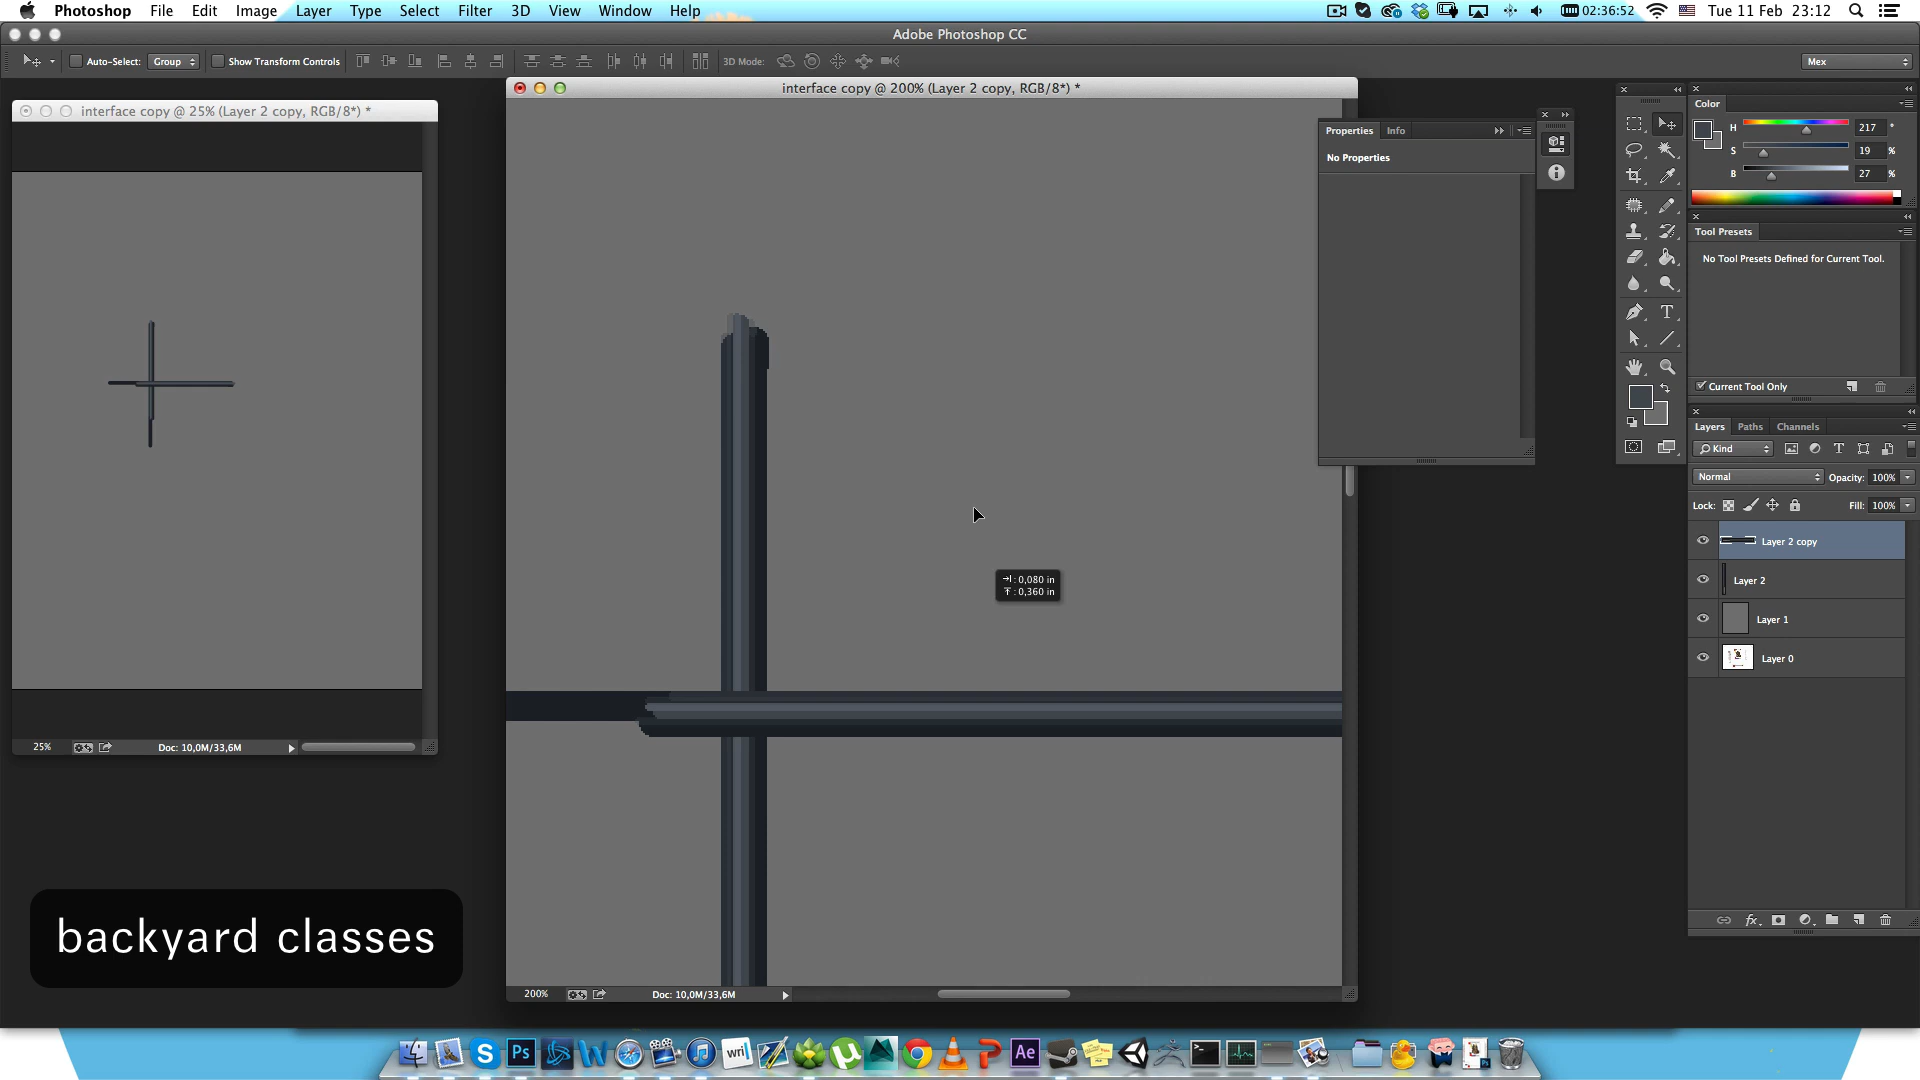 Photoshop File Edit Image Layer Type Select Filter 3D View Window Help
02:36:52 Tue 11 Feb 23:12
Adobe Photoshop CC
Auto-Select: Group Show Transform Controls 3D Mode: Mex
interface copy @ 25% (Layer 2 copy, RGB/8*) *
interface copy @ 200% (Layer 2 copy, RGB/8*) *
Properties Info
No Properties
Color
H 217 °
S 19 %
B 27 %
Tool Presets
No Tool Presets Defined for Current Tool.
Current Tool Only
Layers Paths Channels
Kind
Normal Opacity: 100%
Lock: Fill: 100%
Layer 2 copy
Layer 2
Layer 1
Layer 0
: 0,080 in
: 0,360 in
25% Doc: 10,0M/33,6M
200% Doc: 10,0M/33,6M
backyard classes
Ps
wri
Ae